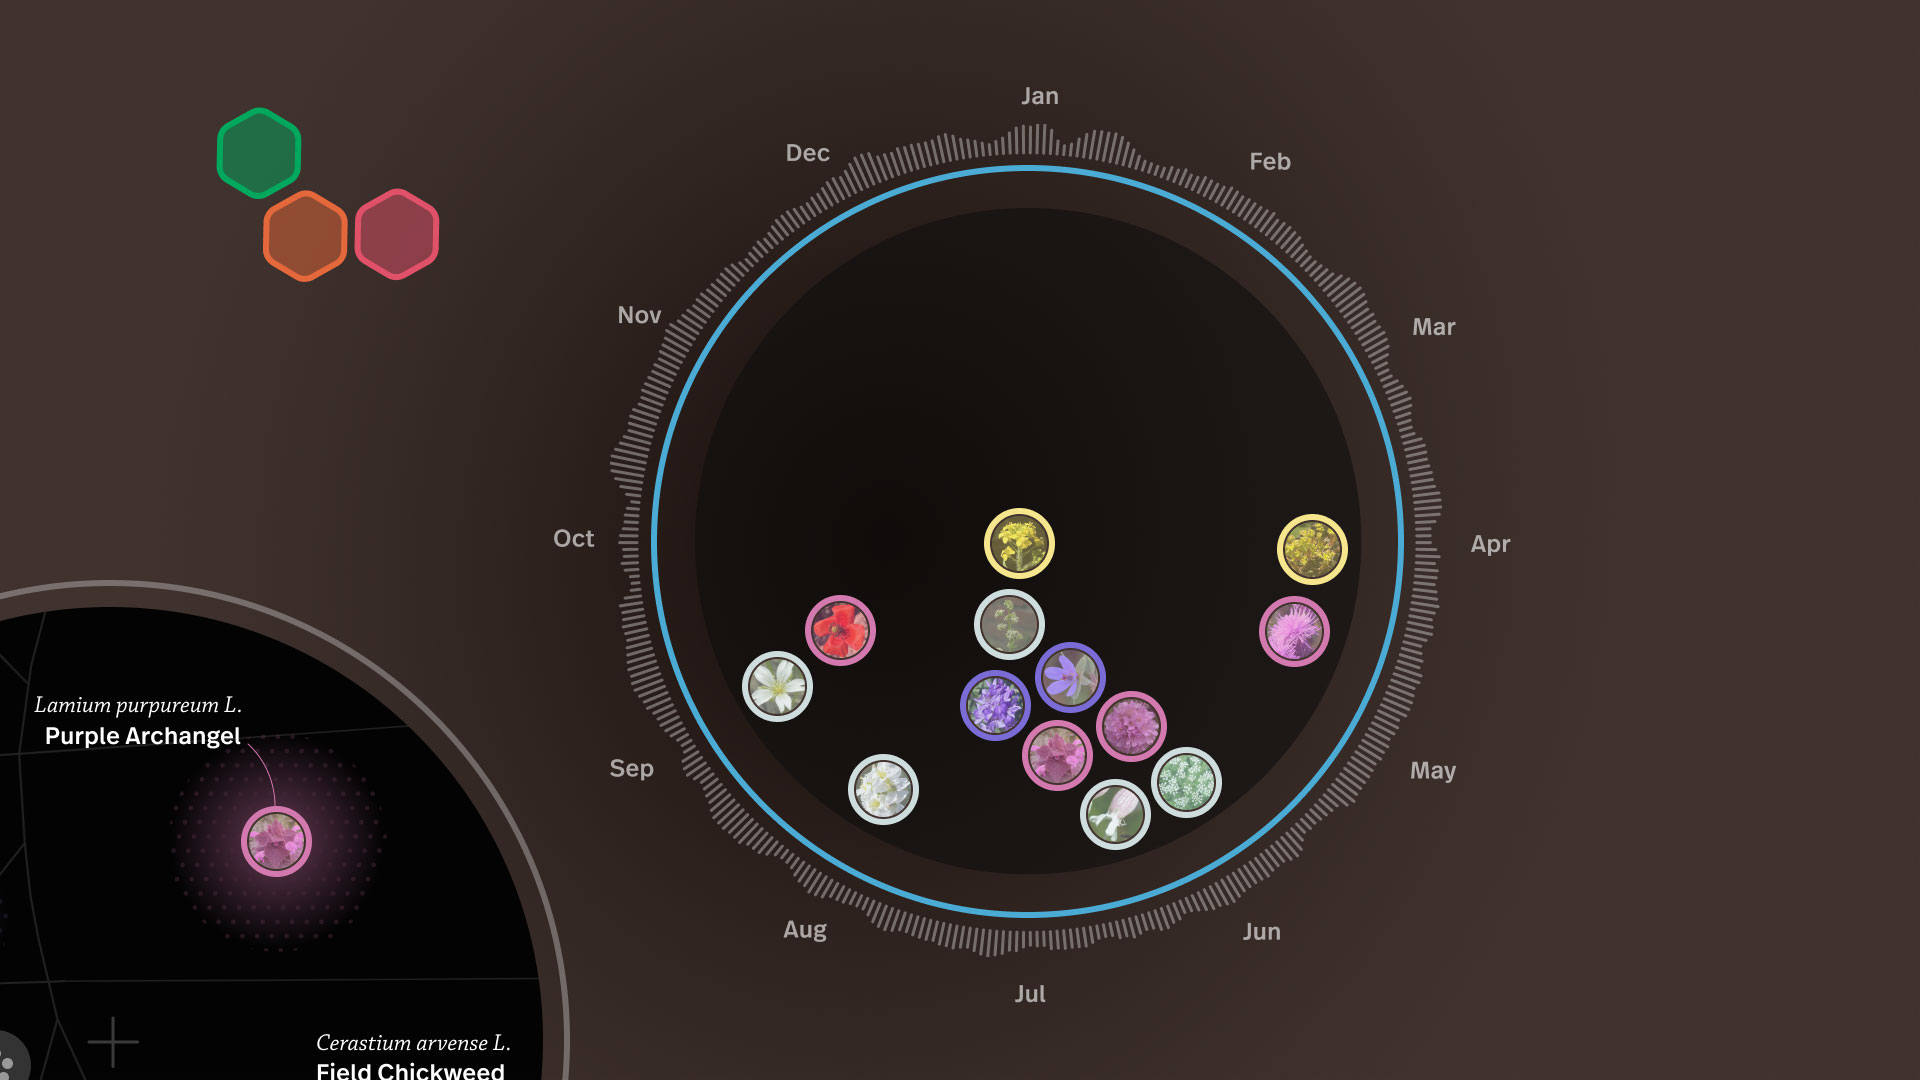 Jan
Feb
Mar
Apr
May
Jun
Jul
Aug
Sep
Oct
Nov
Dec
Lamium purpureum L.
Purple Archangel
Cerastium arvense L.
Field Chickweed